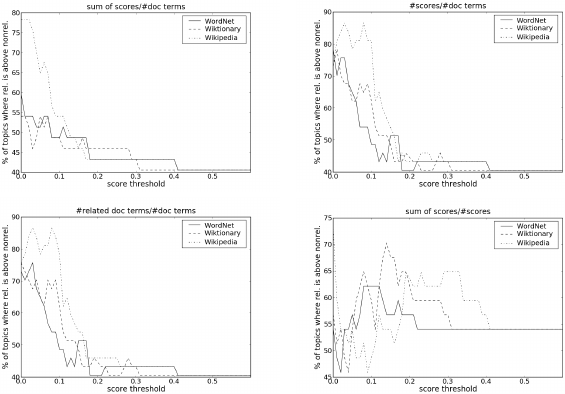 sum of scores/#doc terms
% of topics where rel. is above nonrel.
80
75
70
65
60
55
50
45
40
0.0 0.1 0.2 0.3 0.4 0.5
score threshold
WordNet
Wiktionary
Wikipedia
#scores/#doc terms
% of topics where rel. is above nonrel.
90
80
70
60
50
40
0.0 0.1 0.2 0.3 0.4 0.5
score threshold
WordNet
Wiktionary
Wikipedia
#related doc terms/#doc terms
% of topics where rel. is above nonrel.
90
80
70
60
50
40
0.0 0.1 0.2 0.3 0.4 0.5
score threshold
WordNet
Wiktionary
Wikipedia
sum of scores/#scores
% of topics where rel. is above nonrel.
75
70
65
60
55
50
45
0.0 0.1 0.2 0.3 0.4 0.5
score threshold
WordNet
Wiktionary
Wikipedia